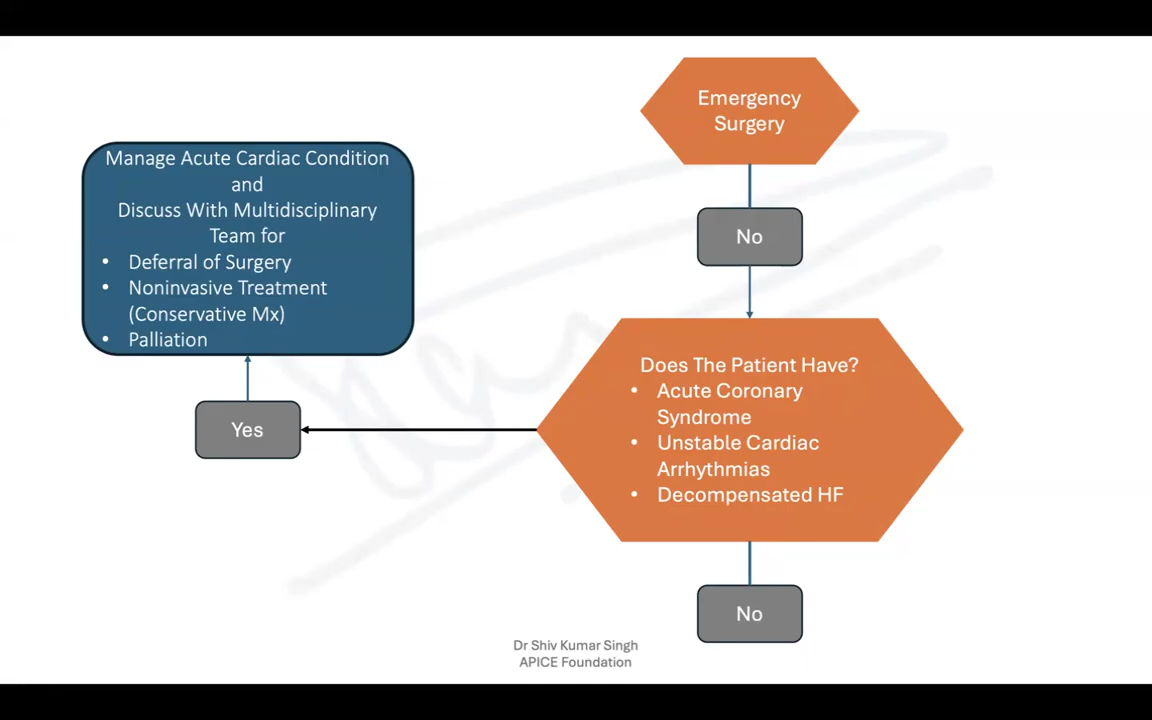 Emergency
Surgery
No
Does The Patient Have?
• Acute Coronary
Syndrome
• Unstable Cardiac
Arrhythmias
• Decompensated HF
Yes
Manage Acute Cardiac Condition
and
Discuss With Multidisciplinary
Team for
• Deferral of Surgery
• Noninvasive Treatment
(Conservative Mx)
• Palliation
No
Dr Shiv Kumar Singh
APICE Foundation